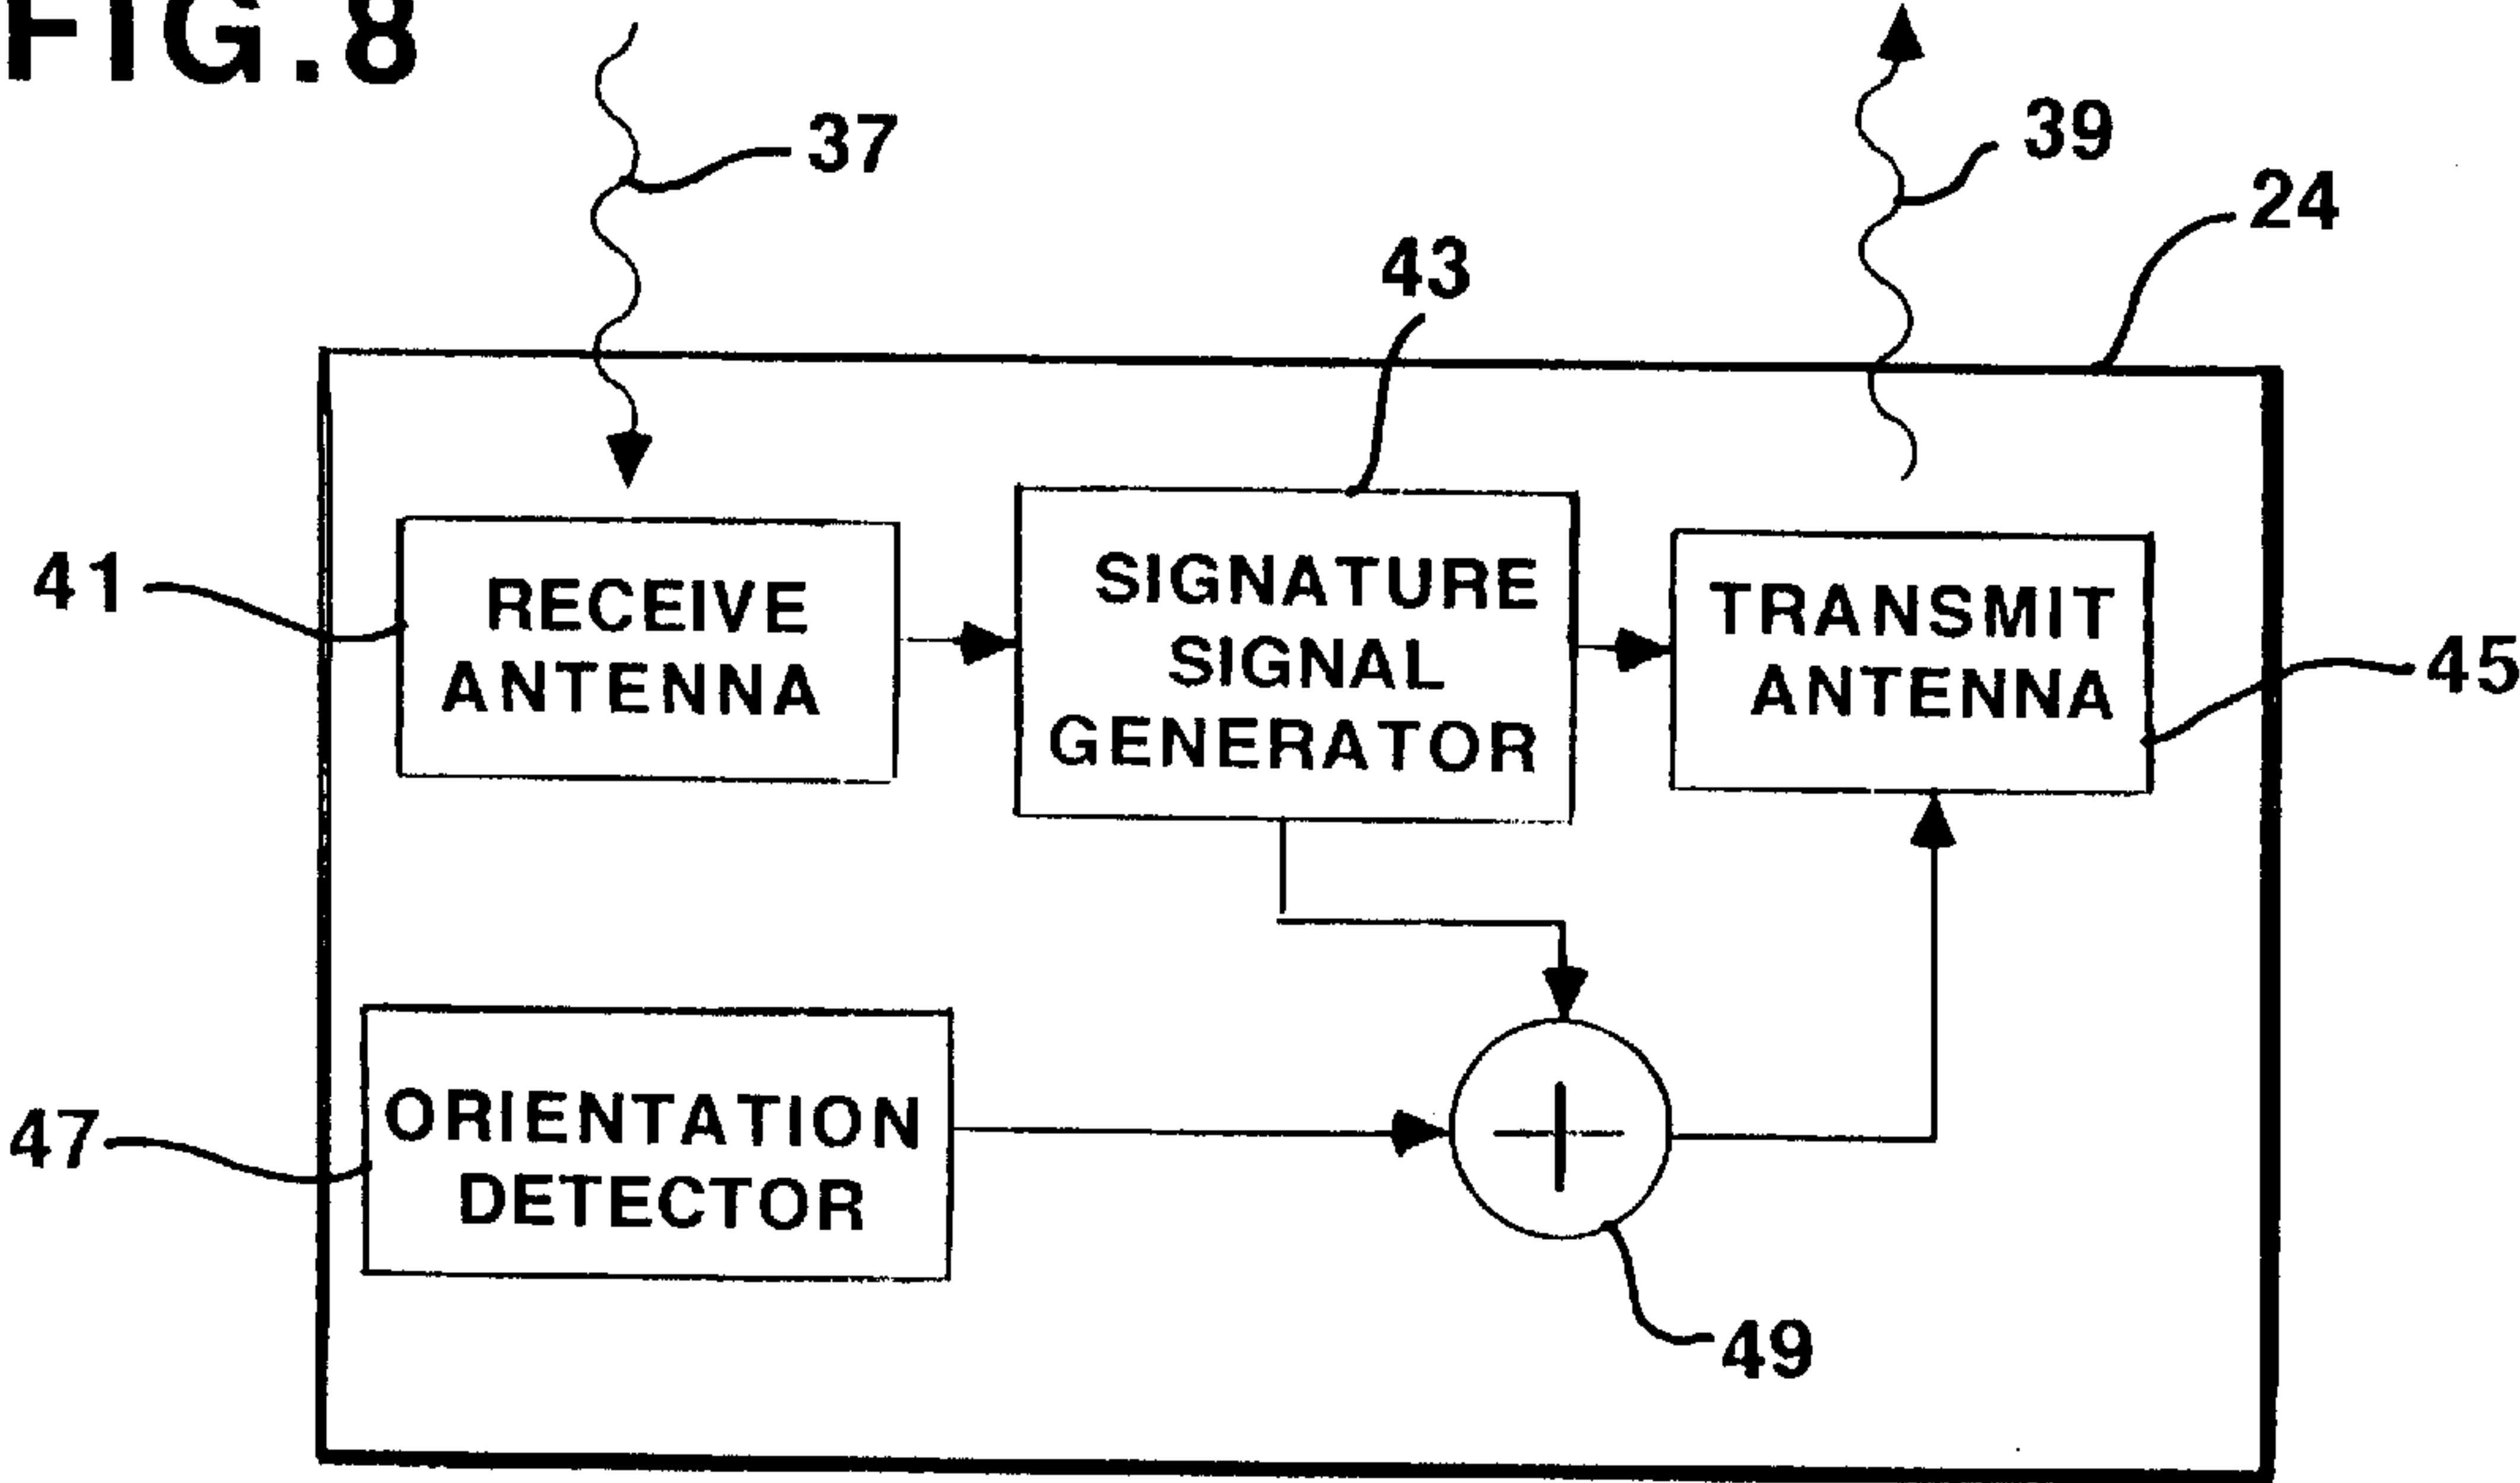 FIG.8
37
39
24
43
41
RECEIVE
ANTENNA
SIGNATURE
SIGNAL
GENERATOR
TRANSMIT
ANTENNA
45
47
ORIENTATION
DETECTOR
+
49